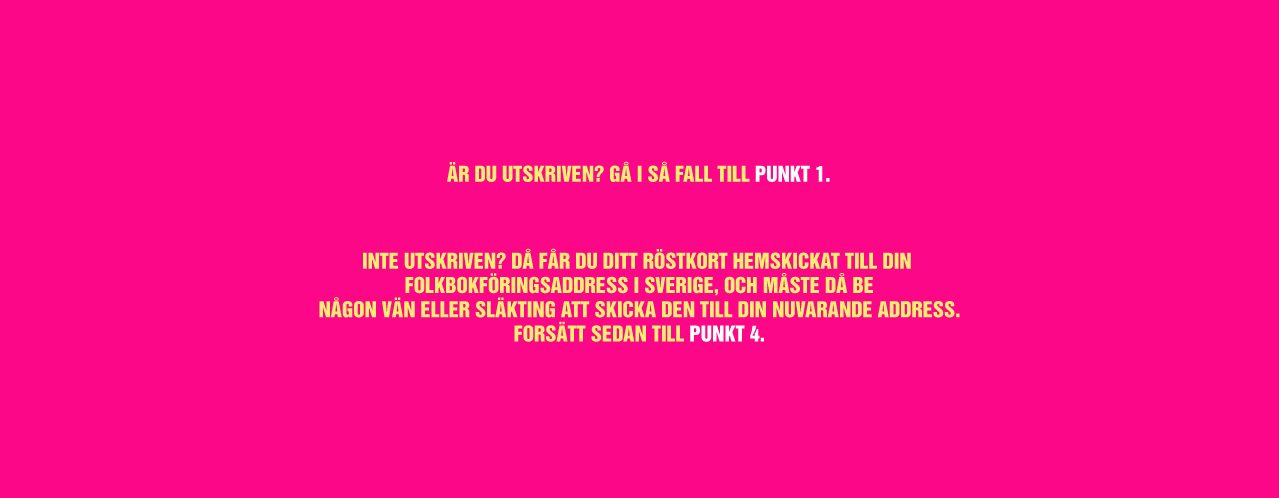 ÄR DU UTSKRIVEN? GÅ I SÅ FALL TILL PUNKT 1.
INTE UTSKRIVEN? DÅ FÅR DU DITT RÖSTKORT HEMSKICKAT TILL DIN
FOLKBOKFÖRINGSADDRESS I SVERIGE, OCH MÅSTE DÅ BE
NÅGON VÄN ELLER SLÄKTING ATT SKICKA DEN TILL DIN NUVARANDE ADDRESS.
FORSÄTT SEDAN TILL PUNKT 4.